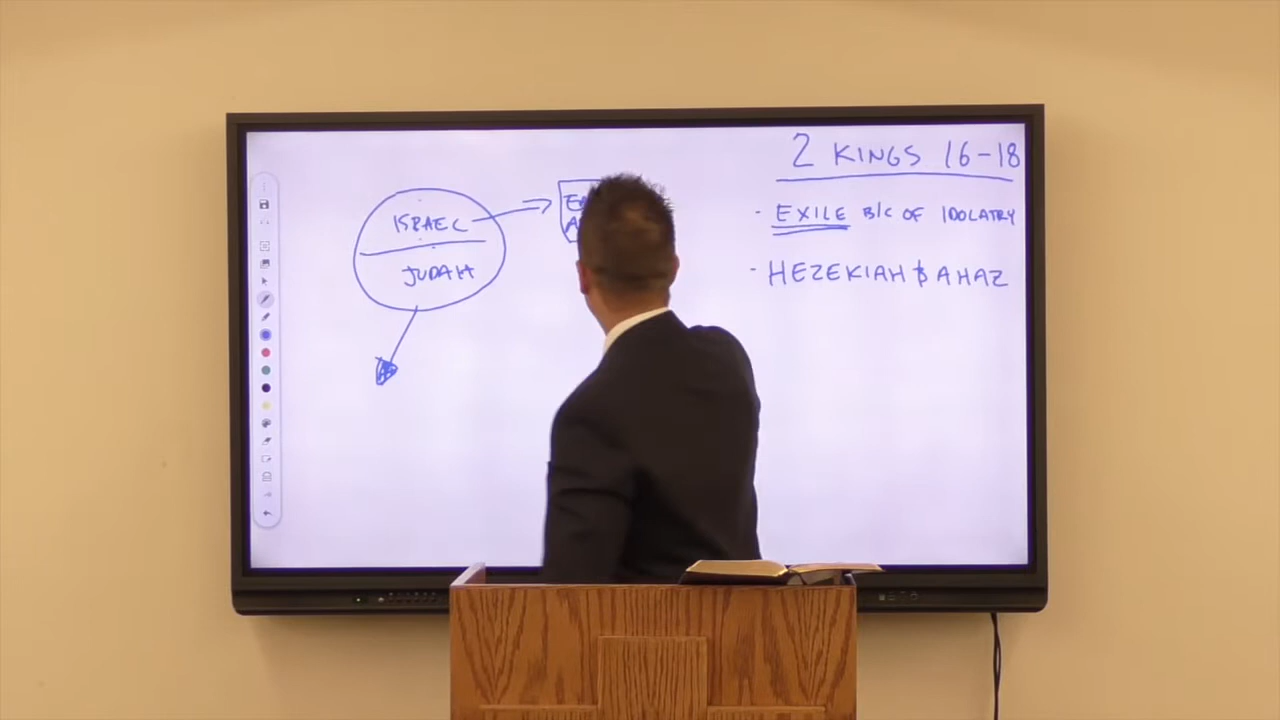 2 KINGS 16-18
ISRAEL
JUDAH
- EXILE B/C OF IDOLATRY
- HEZEKIAH & AHAZ